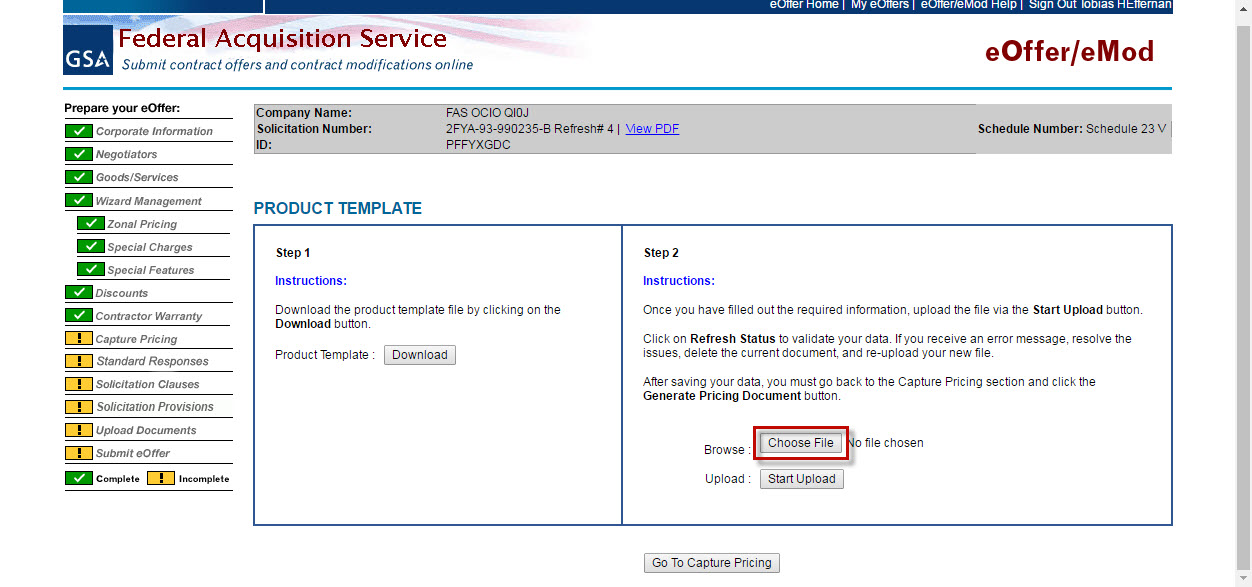 eOffer Home | My eOffers | eOffer/eMod Help | Sign Out Tobias HEffernan
GSA
Federal Acquisition Service
Submit contract offers and contract modifications online
eOffer/eMod
Prepare your eOffer:
Corporate Information
Negotiators
Goods/Services
Wizard Management
Zonal Pricing
Special Charges
Special Features
Discounts
Contractor Warranty
! Capture Pricing
! Standard Responses
! Solicitation Clauses
! Solicitation Provisions
! Upload Documents
! Submit eOffer
Complete ! Incomplete
Company Name: FAS OCIO QI0J
Solicitation Number: 2FYA-93-990235-B Refresh# 4 | View PDF
Schedule Number: Schedule 23 V
ID: PFFYXGDC
PRODUCT TEMPLATE
Step 1
Instructions:
Download the product template file by clicking on the
Download button.
Product Template : Download
Step 2
Instructions:
Once you have filled out the required information, upload the file via the Start Upload button.
Click on Refresh Status to validate your data. If you receive an error message, resolve the
issues, delete the current document, and re-upload your new file.
After saving your data, you must go back to the Capture Pricing section and click the
Generate Pricing Document button.
Browse : Choose File No file chosen
Upload : Start Upload
Go To Capture Pricing